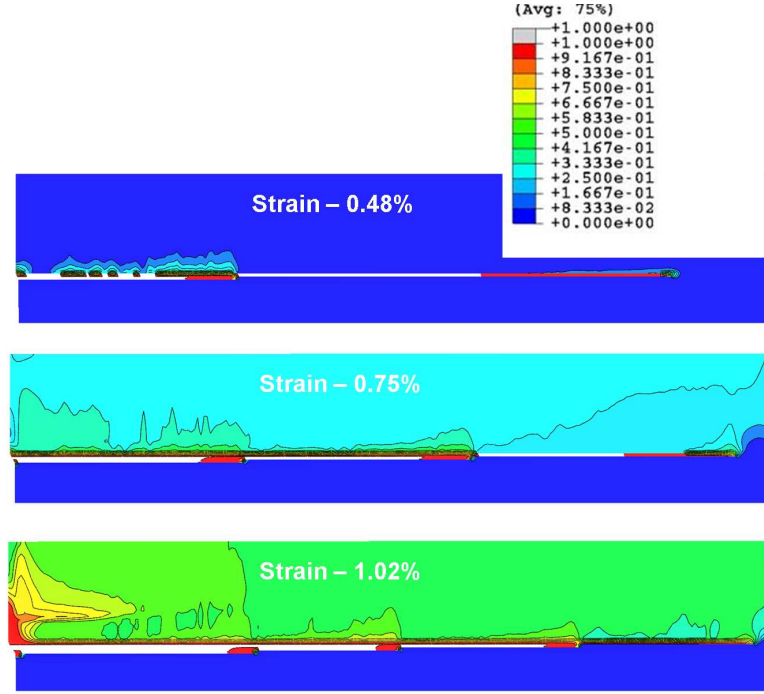 (Avg: 75%)
+1.000e+00
+1.000e+00
+9.167e-01
+8.333e-01
+7.500e-01
+6.667e-01
+5.833e-01
+5.000e-01
+4.167e-01
+3.333e-01
+2.500e-01
+1.667e-01
+8.333e-02
+0.000e+00
Strain – 0.48%
Strain – 0.75%
Strain – 1.02%